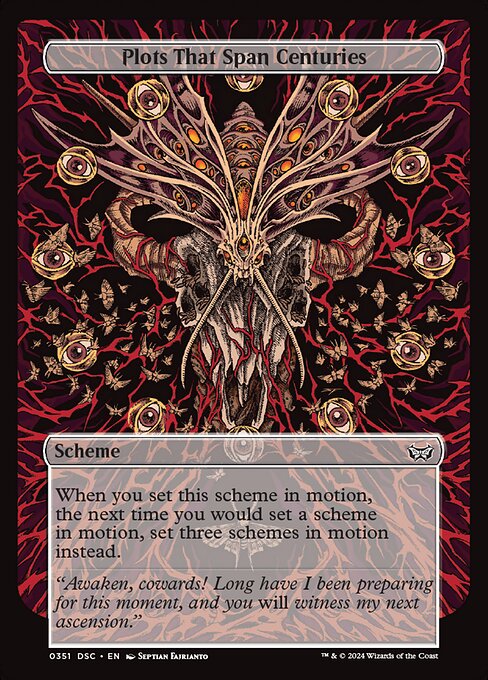 Plots That Span Centuries
Scheme
When you set this scheme in motion,
the next time you would set a scheme
in motion, set three schemes in motion
instead.
“Awaken, cowards! Long have I been preparing
for this moment, and you will witness my next
ascension.”
0351 DSC • EN Septian Fajrianto
™ & © 2024 Wizards of the Coast